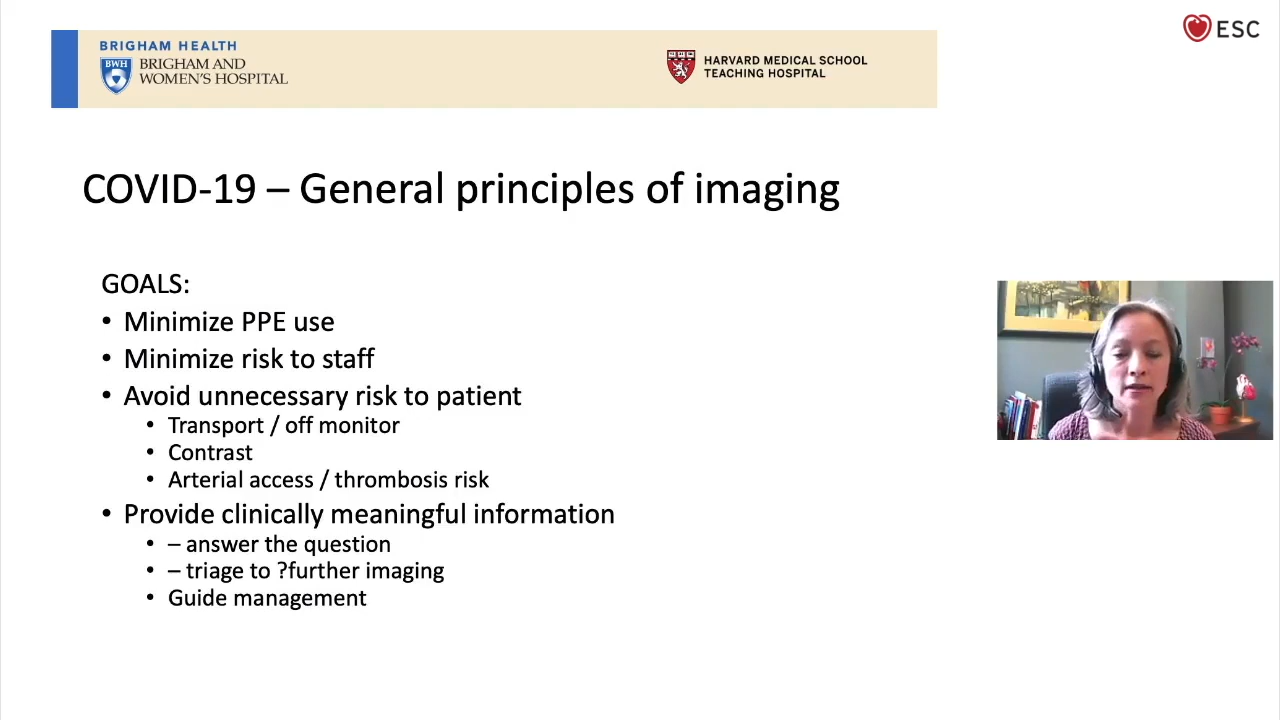 BRIGHAM HEALTH
BWH
BRIGHAM AND
WOMEN'S HOSPITAL
HARVARD MEDICAL SCHOOL
TEACHING HOSPITAL
ESC
COVID-19 – General principles of imaging
GOALS:
• Minimize PPE use
• Minimize risk to staff
• Avoid unnecessary risk to patient
• Transport / off monitor
• Contrast
• Arterial access / thrombosis risk
• Provide clinically meaningful information
• – answer the question
• – triage to ?further imaging
• Guide management